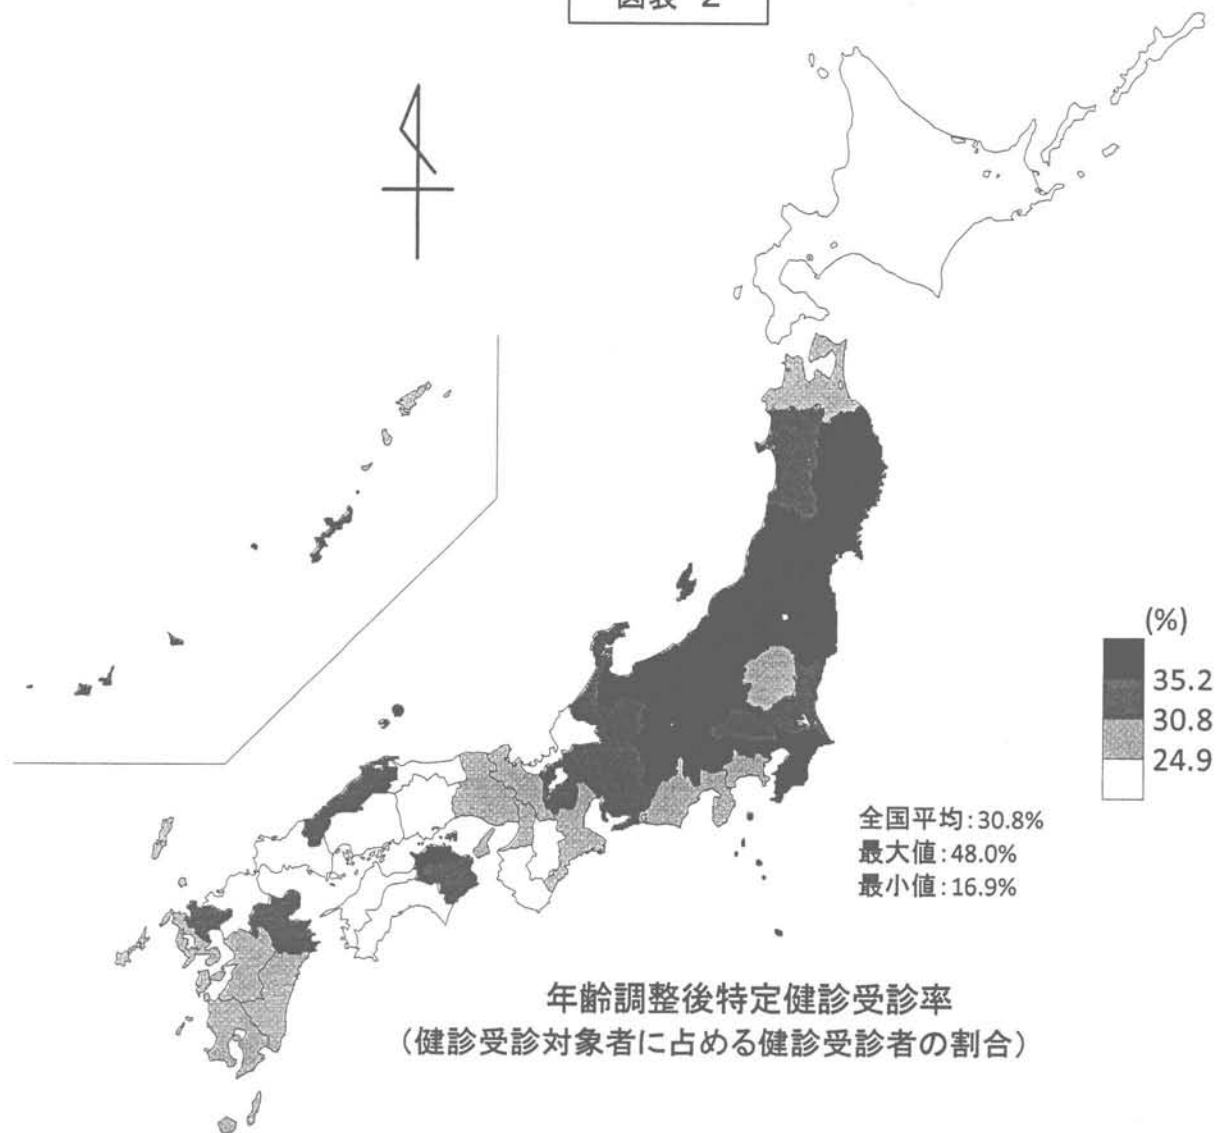 図表 2
(%)
35.2
30.8
24.9
全国平均:30.8%
最大値:48.0%
最小値:16.9%
年齢調整後特定健診受診率
(健診受診対象者に占める健診受診者の割合)